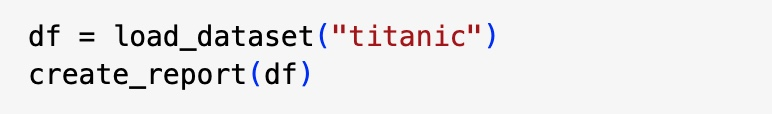 df = load_dataset("titanic")
create_report(df)